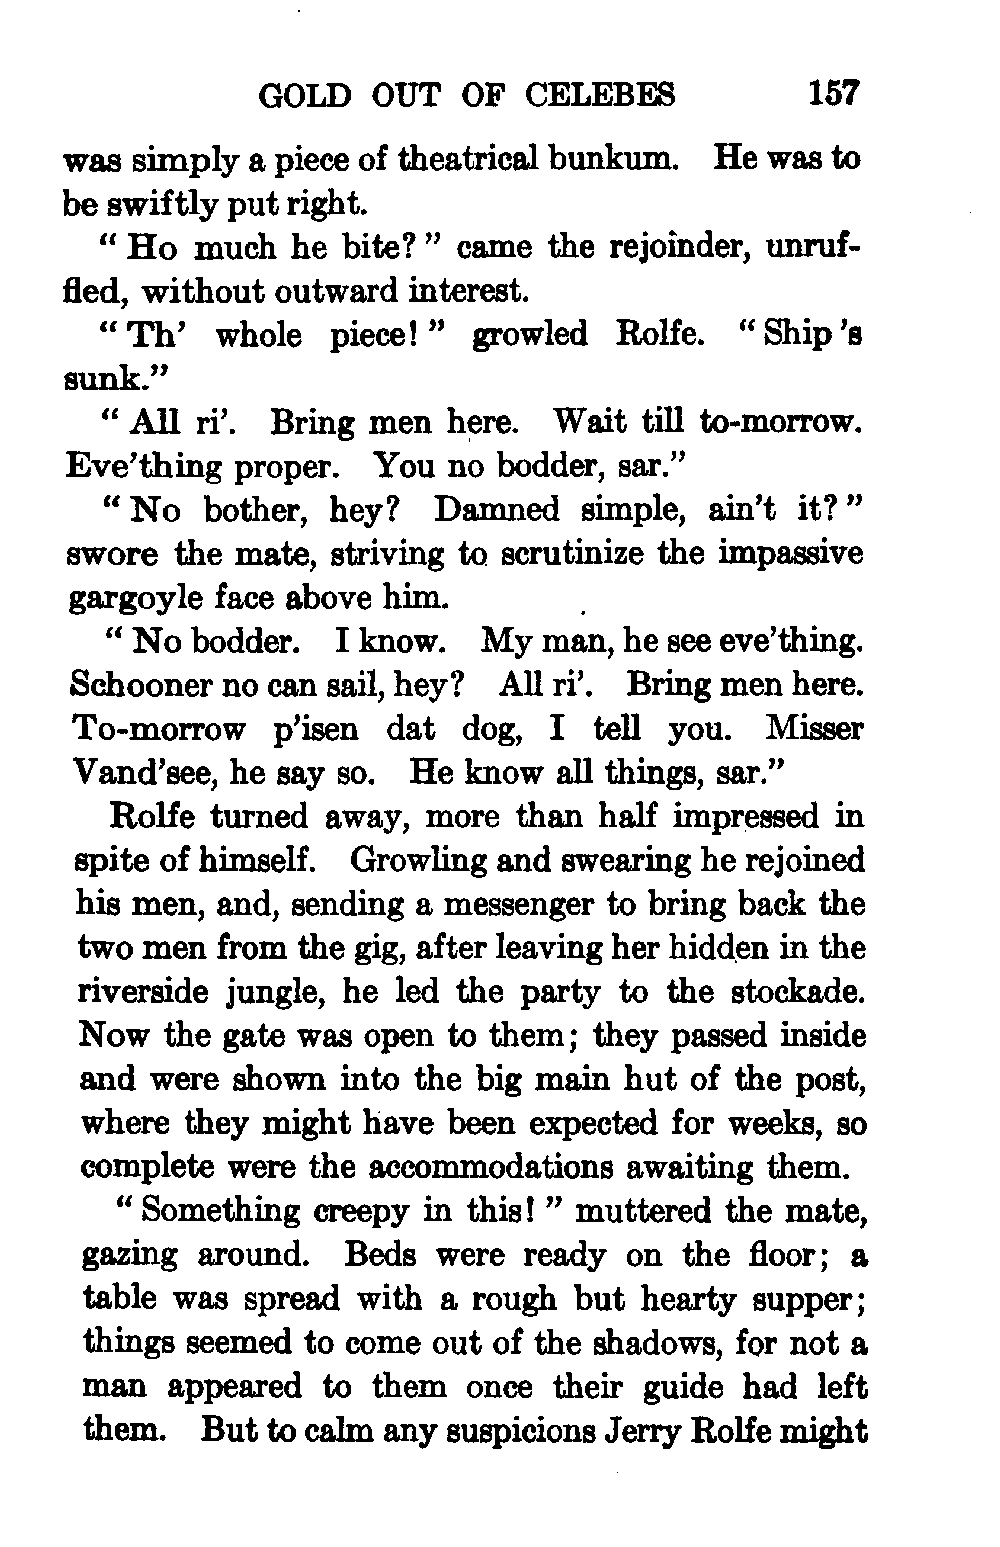 GOLD OUT OF CELEBES 157
was simply a piece of theatrical bunkum. He was to
be swiftly put right.
“ Ho much he bite? ” came the rejoinder, unruf-
fled, without outward interest.
“ Th’ whole piece! ” growled Rolfe. “ Ship ’s
sunk.”
“ All ri’. Bring men here. Wait till to-morrow.
Eve’thing proper. You no bodder, sar.”
“ No bother, hey? Damned simple, ain’t it? ”
swore the mate, striving to scrutinize the impassive
gargoyle face above him.
“ No bodder. I know. My man, he see eve’thing.
Schooner no can sail, hey? All ri’. Bring men here.
To-morrow p’isen dat dog, I tell you. Misser
Vand’see, he say so. He know all things, sar.”
Rolfe turned away, more than half impressed in
spite of himself. Growling and swearing he rejoined
his men, and, sending a messenger to bring back the
two men from the gig, after leaving her hidden in the
riverside jungle, he led the party to the stockade.
Now the gate was open to them; they passed inside
and were shown into the big main hut of the post,
where they might have been expected for weeks, so
complete were the accommodations awaiting them.
“ Something creepy in this! ” muttered the mate,
gazing around. Beds were ready on the floor; a
table was spread with a rough but hearty supper;
things seemed to come out of the shadows, for not a
man appeared to them once their guide had left
them. But to calm any suspicions Jerry Rolfe might